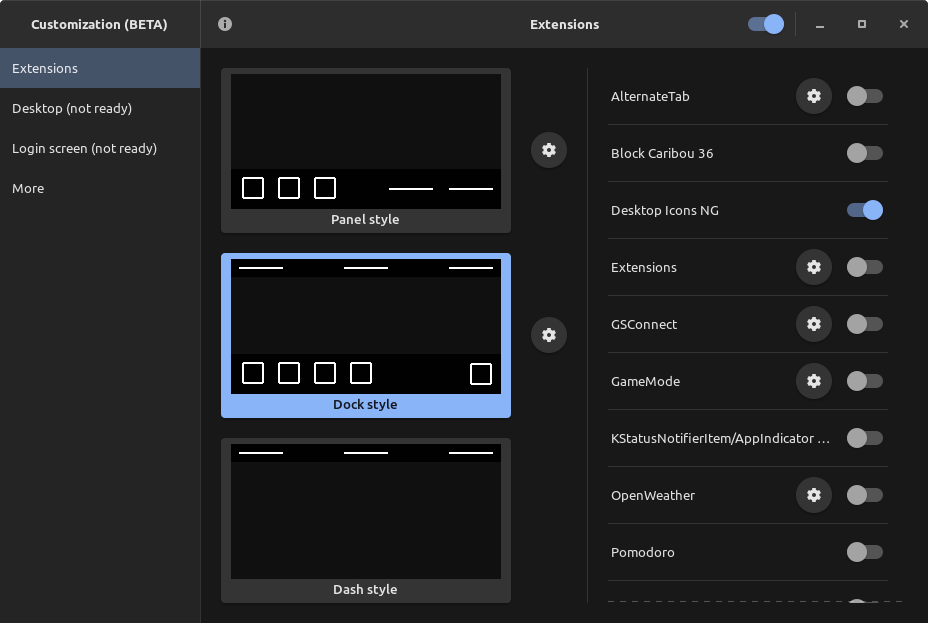 Customization (BETA)
Extensions
Extensions
Desktop (not ready)
Login screen (not ready)
More
Panel style
Dock style
Dash style
AlternateTab
Block Caribou 36
Desktop Icons NG
Extensions
GSConnect
GameMode
KStatusNotifierItem/AppIndicator ...
OpenWeather
Pomodoro